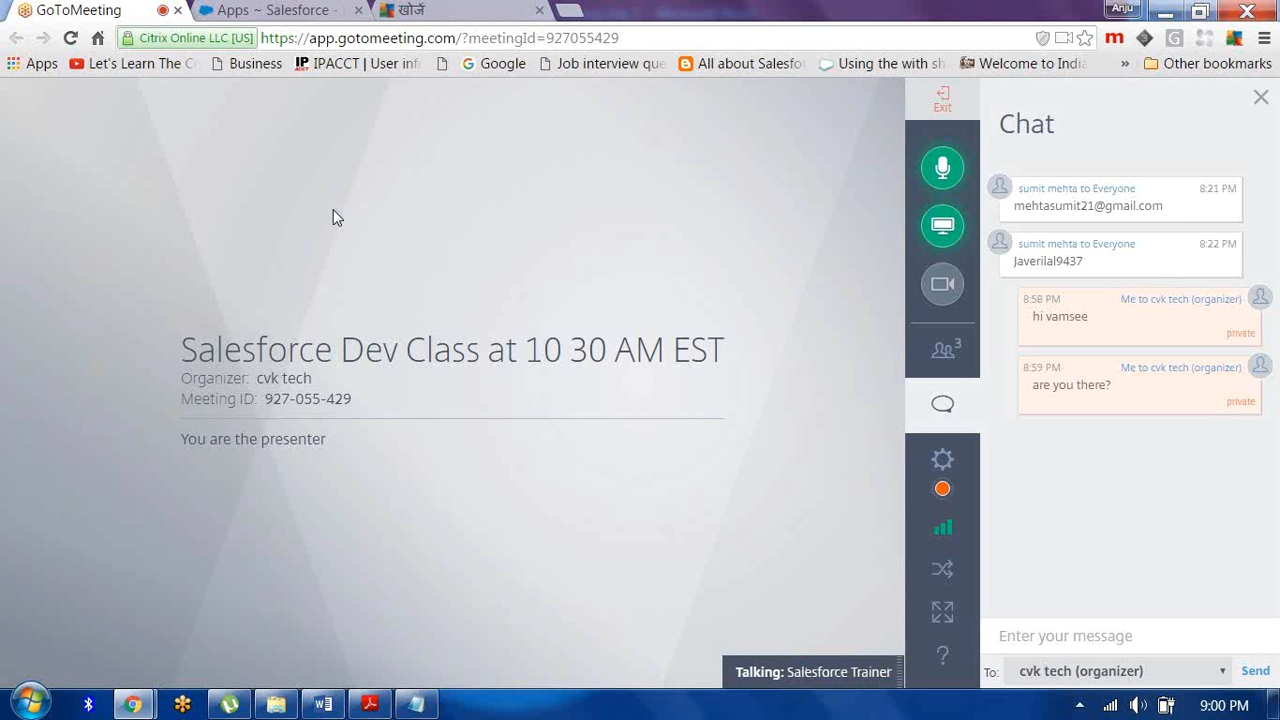 GoToMeeting
Apps ~ Salesforce -
खोजें
Anju
Citrix Online LLC [US]
https://app.gotomeeting.com/?meetingId=927055429
Apps
Let's Learn The C
Business
IPACCT | User inf
Google
Job interview que
All about Salesfo
Using the with sh
Welcome to India
»
Other bookmarks
Exit
Chat
sumit mehta to Everyone 8:21 PM
mehtasumit21@gmail.com
sumit mehta to Everyone 8:22 PM
Javerilal9437
8:58 PM Me to cvk tech (organizer)
hi vamsee
private
8:59 PM Me to cvk tech (organizer)
are you there?
private
3
Salesforce Dev Class at 10 30 AM EST
Organizer: cvk tech
Meeting ID: 927-055-429
You are the presenter
Talking: Salesforce Trainer
?
Enter your message
To: cvk tech (organizer) Send
9:00 PM